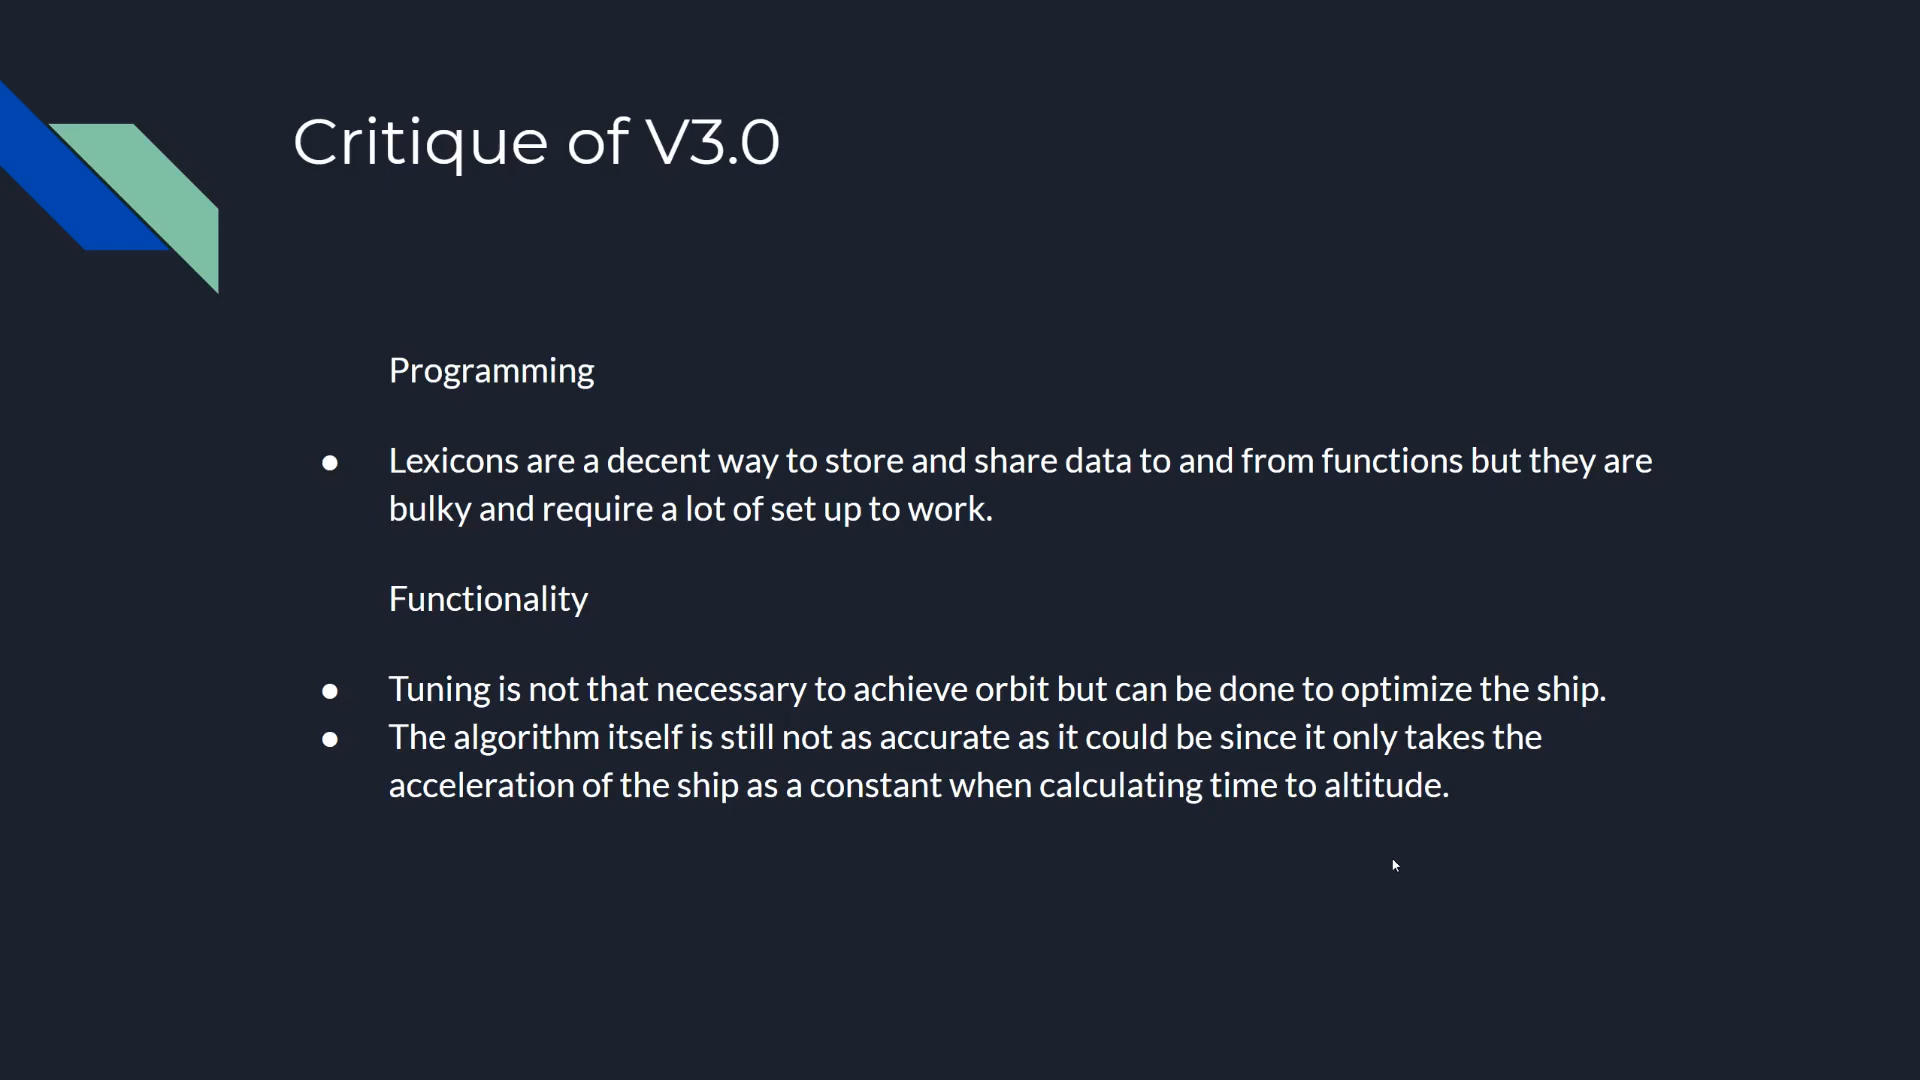 Critique of V3.0
Programming
● Lexicons are a decent way to store and share data to and from functions but they are
bulky and require a lot of set up to work.
Functionality
● Tuning is not that necessary to achieve orbit but can be done to optimize the ship.
● The algorithm itself is still not as accurate as it could be since it only takes the
acceleration of the ship as a constant when calculating time to altitude.